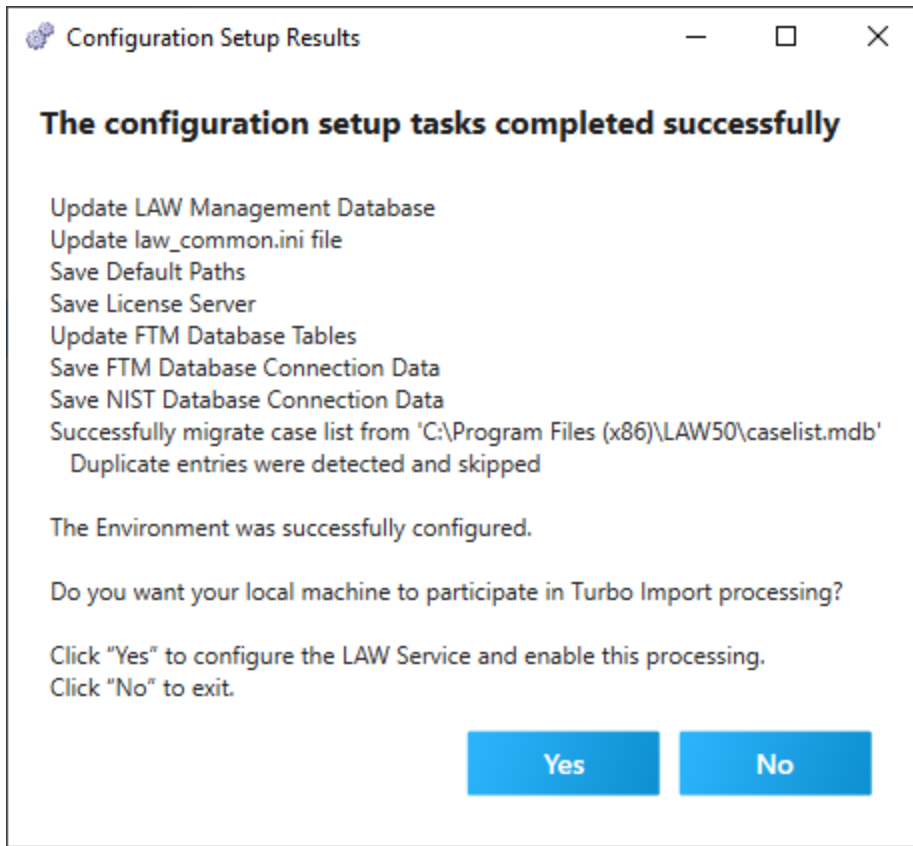 Configuration Setup Results
The configuration setup tasks completed successfully
Update LAW Management Database
Update law_common.ini file
Save Default Paths
Save License Server
Update FTM Database Tables
Save FTM Database Connection Data
Save NIST Database Connection Data
Successfully migrate case list from 'C:\Program Files (x86)\LAW50\caselist.mdb'
Duplicate entries were detected and skipped
The Environment was successfully configured.
Do you want your local machine to participate in Turbo Import processing?
Click “Yes” to configure the LAW Service and enable this processing.
Click “No” to exit.
Yes
No